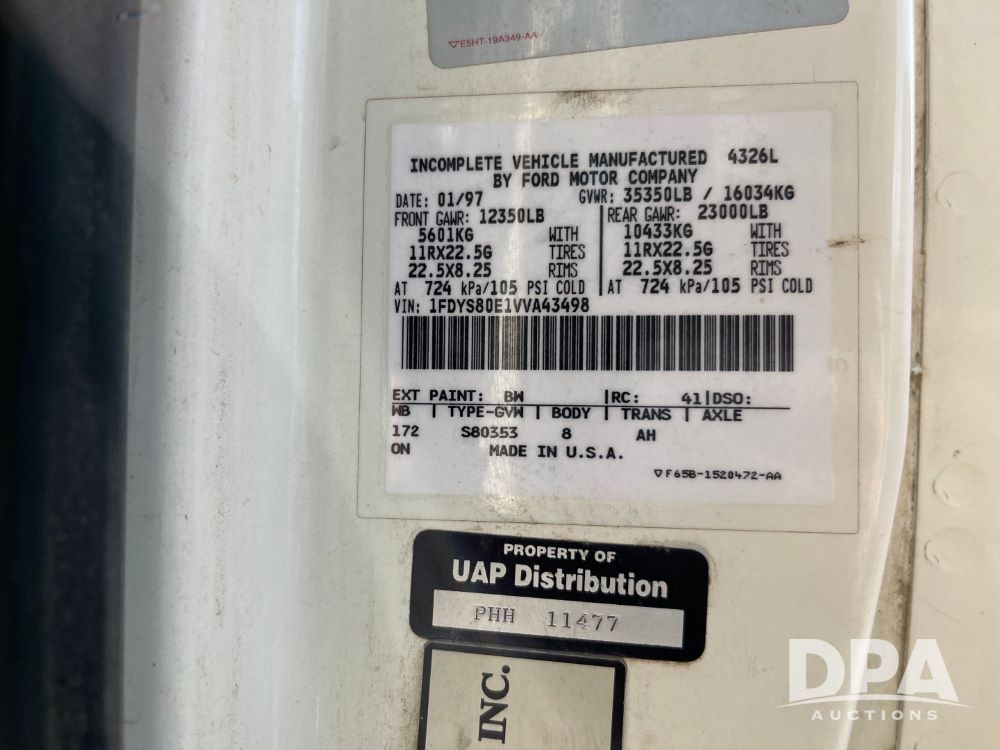 ▽E5HT-19A349-AA
INCOMPLETE VEHICLE MANUFACTURED 4326L
BY FORD MOTOR COMPANY
DATE: 01/97 GVWR: 35350LB / 16034KG
FRONT GAWR: 12350LB REAR GAWR: 23000LB
5601KG WITH 10433KG WITH
11RX22.5G TIRES 11RX22.5G TIRES
22.5X8.25 RIMS 22.5X8.25 RIMS
AT 724 kPa/105 PSI COLD AT 724 kPa/105 PSI COLD
VIN: 1FDYS80E1VVA43498
EXT PAINT: BW |RC: 41|DSO:
WB | TYPE-GVW | BODY | TRANS | AXLE
172 S80353 8 AH
ON MADE IN U.S.A.
▽F65B-1520472-AA
PROPERTY OF
UAP Distribution
PHH 11477
INC.
DPA
AUCTIONS